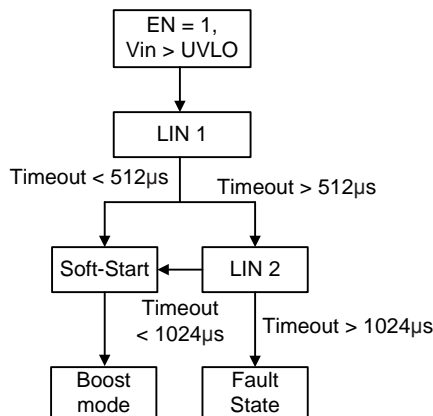 EN = 1,
Vin > UVLO
LIN 1
Timeout < 512µs
Timeout > 512µs
Soft-Start
LIN 2
Timeout
< 1024µs
Timeout > 1024µs
Boost
mode
Fault
State